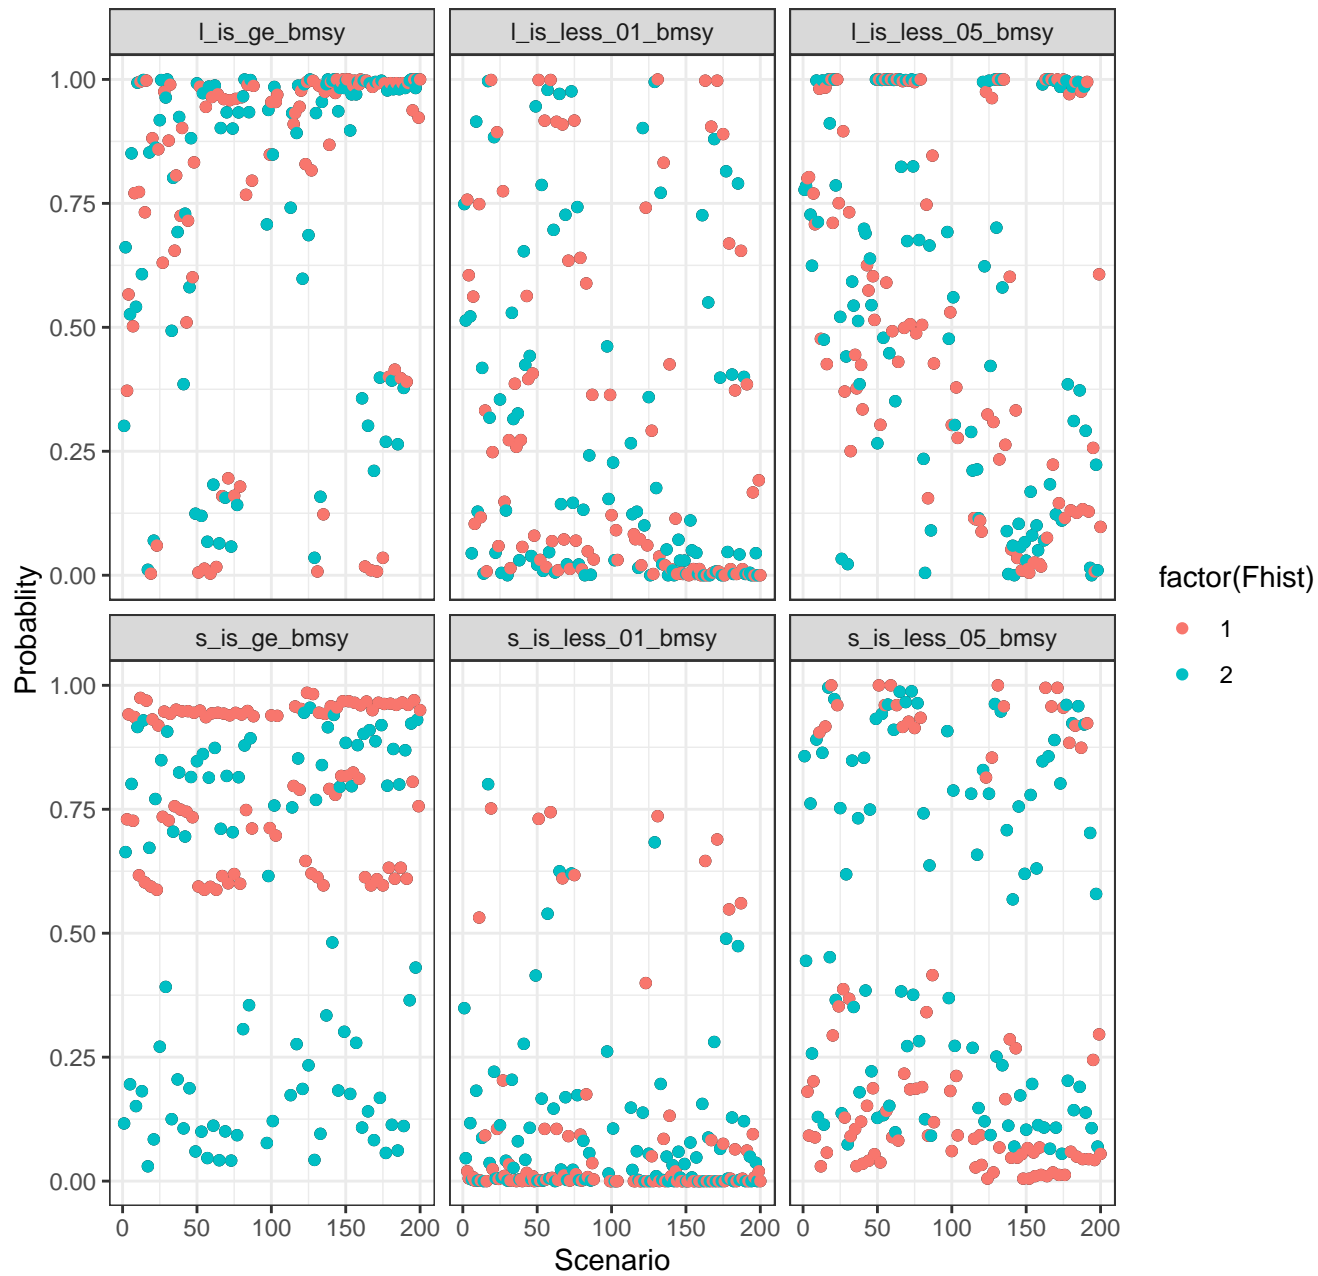 l_is_ge_bmsy l_is_less_01_bmsy l_is_less_05_bmsy
1.00
0.75
0.50
0.25
0.00
s_is_ge_bmsy s_is_less_01_bmsy s_is_less_05_bmsy
1.00
0.75
0.50
0.25
0.00
0 50 100 150 200 0 50 100 150 200 0 50 100 150 200
Scenario
Probablity
factor(Fhist)
1
2